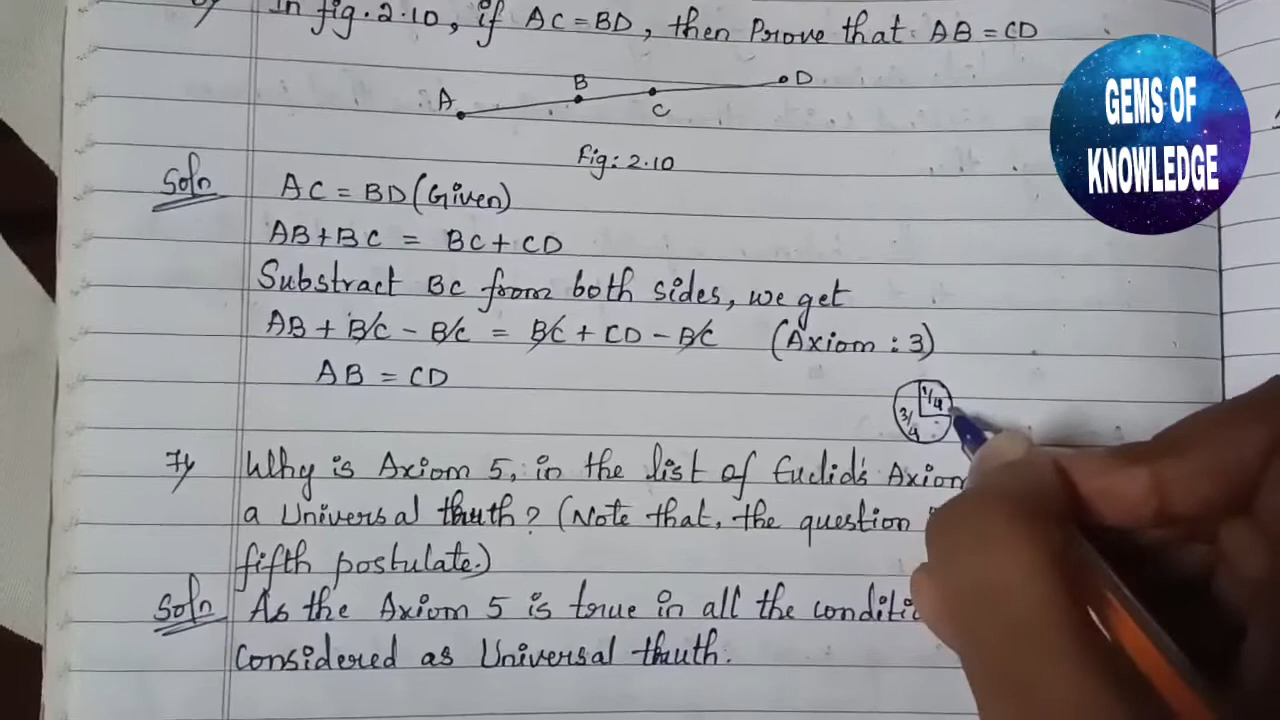 In fig. 2.10, if AC = BD, then Prove that AB = CD
A B C D
Fig: 2.10
GEMS OF
KNOWLEDGE
Soln AC = BD (Given)
AB + BC = BC + CD
Substract BC from both sides, we get
AB + BC - BC = BC + CD - BC (Axiom : 3)
AB = CD
1/4
3/4
7) Why is Axiom 5, in the list of Euclid's Axiom
a Universal thuth? (Note that, the question
fifth postulate.)
Soln As the Axiom 5 is true in all the conditi
Considered as Universal thuth.